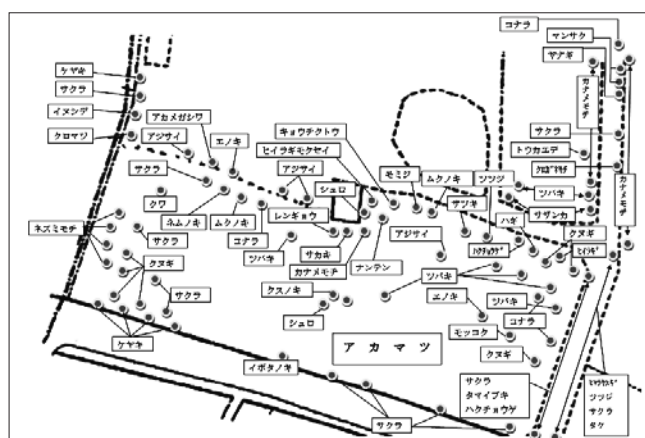 コナラ
マンサク
ヤナギ
カナメモチ
ケヤキ
サクラ
イヌシデ
クロマツ
アジサイ
アカメガシワ
エノキ
サクラ
クワ
ネズミモチ
サクラ
クヌギ
サクラ
ケヤキ
ネムノキ
ムクノキ
コナラ
アジサイ
レンギョウ
ツバキ
キョウチクトウ
ヒイラギモクセイ
シュロ
サカキ
カナメモチ
ナンテン
モミジ
ムクノキ
ツツジ
サツキ
アジサイ
ハクチョウゲ
ハギ
サクラ
トウカエデ
ツバキ
サザンカ
クヌギ
カナメモチ
ツバキ
クスノキ
シュロ
エノキ
ツバキ
モッコク
コナラ
クヌギ
アカマツ
イボタノキ
サクラ
サクラ
タマイブキ
ハクチョウゲ
ツツジ
サクラ
タケ